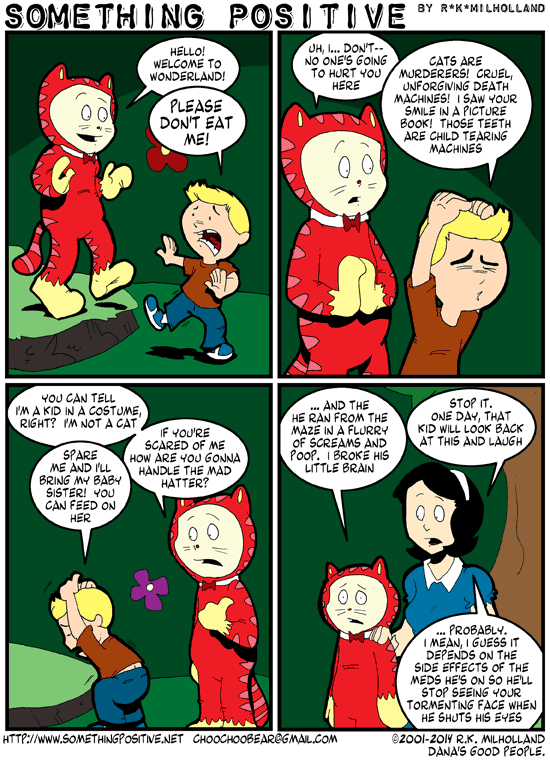 SOMETHING POSITIVE BY R*K*MILHOLLAND
HELLO!
WELCOME TO
WONDERLAND!
PLEASE
DON'T EAT
ME!
UH, I... DON'T--
NO ONE'S GOING
TO HURT YOU
HERE
CATS ARE
MURDERERS! CRUEL,
UNFORGIVING DEATH
MACHINES! I SAW YOUR
SMILE IN A PICTURE
BOOK! THOSE TEETH
ARE CHILD TEARING
MACHINES
YOU CAN TELL
I'M A KID IN A COSTUME,
RIGHT? I'M NOT A CAT
SPARE
ME AND I'LL
BRING MY BABY
SISTER! YOU
CAN FEED ON
HER
IF YOU'RE
SCARED OF ME
HOW ARE YOU GONNA
HANDLE THE MAD
HATTER?
... AND THE
HE RAN FROM THE
MAZE IN A FLURRY
OF SCREAMS AND
POOP. I BROKE HIS
LITTLE BRAIN
STOP IT.
ONE DAY, THAT
KID WILL LOOK BACK
AT THIS AND LAUGH
... PROBABLY.
I MEAN, I GUESS IT
DEPENDS ON THE
SIDE EFFECTS OF THE
MEDS HE'S ON SO HE'LL
STOP SEEING YOUR
TORMENTING FACE WHEN
HE SHUTS HIS EYES
HTTP://WWW.SOMETHINGPOSITIVE.NET CHOOCHOOBEAR@GMAIL.COM
©2001-2014 R.K. MILHOLLAND
DANA'S GOOD PEOPLE.